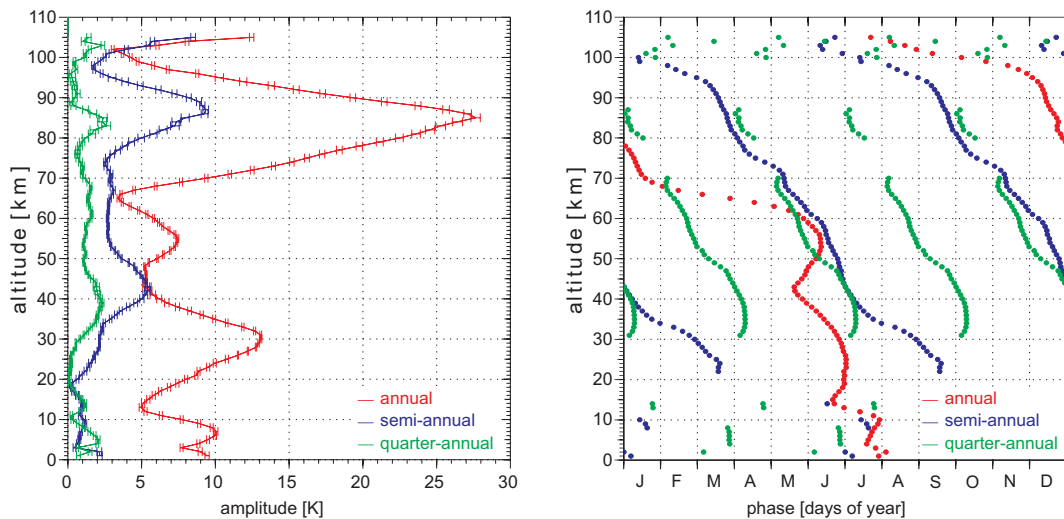 110
100
90
80
70
60
50
40
30
20
10
0
altitude [km]
0 5 10 15 20 25 30
amplitude [K]
annual
semi-annual
quarter-annual
110
100
90
80
70
60
50
40
30
20
10
0
altitude [km]
J F M A M J J A S O N D
phase [days of year]
annual
semi-annual
quarter-annual